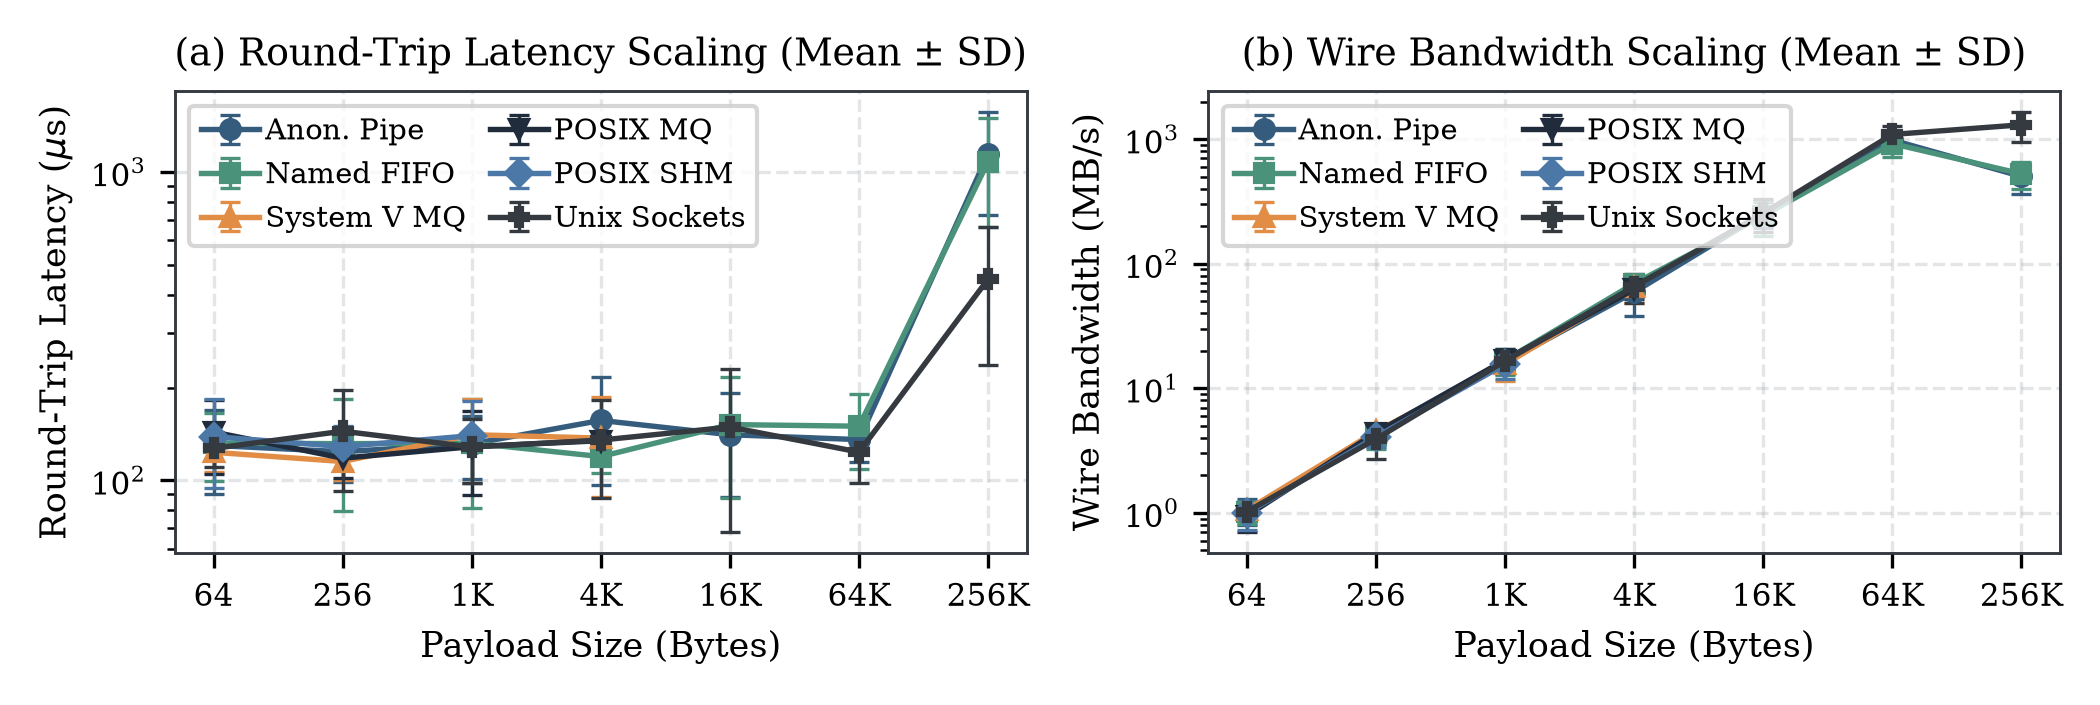 (a) Round-Trip Latency Scaling (Mean ± SD)
Round-Trip Latency (μs)
10³
10²
Anon. Pipe
Named FIFO
System V MQ
POSIX MQ
POSIX SHM
Unix Sockets
64 256 1K 4K 16K 64K 256K
Payload Size (Bytes)
(b) Wire Bandwidth Scaling (Mean ± SD)
Wire Bandwidth (MB/s)
10³
10²
10¹
10⁰
Anon. Pipe
Named FIFO
System V MQ
POSIX MQ
POSIX SHM
Unix Sockets
64 256 1K 4K 16K 64K 256K
Payload Size (Bytes)